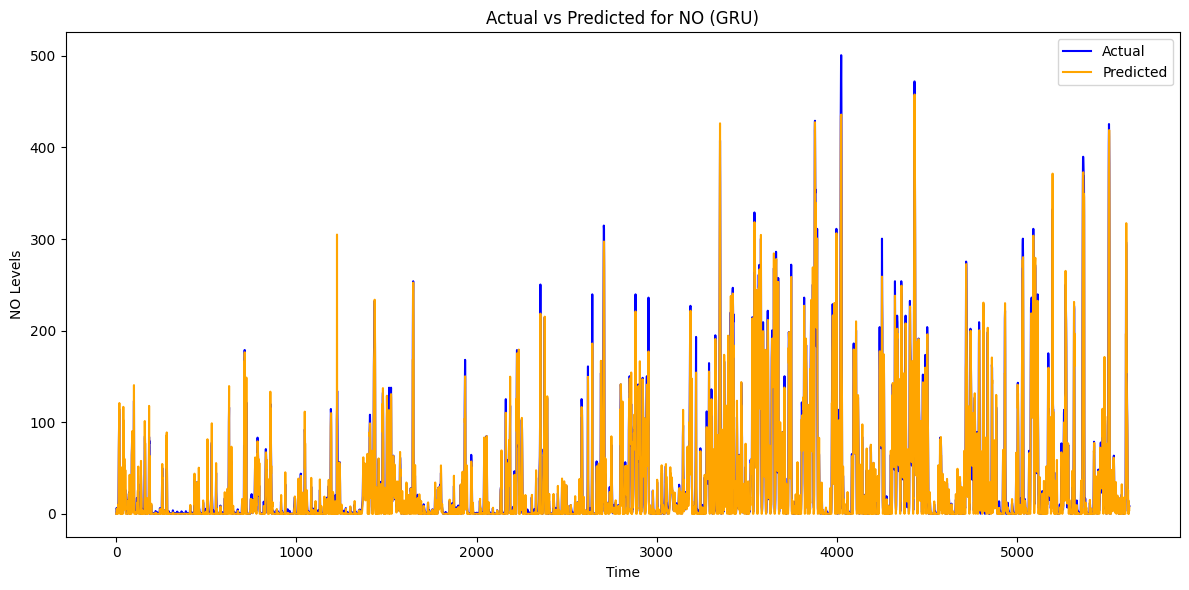 Actual vs Predicted for NO (GRU)
Actual
Predicted
NO Levels
500
400
300
200
100
0
0 1000 2000 3000 4000 5000
Time